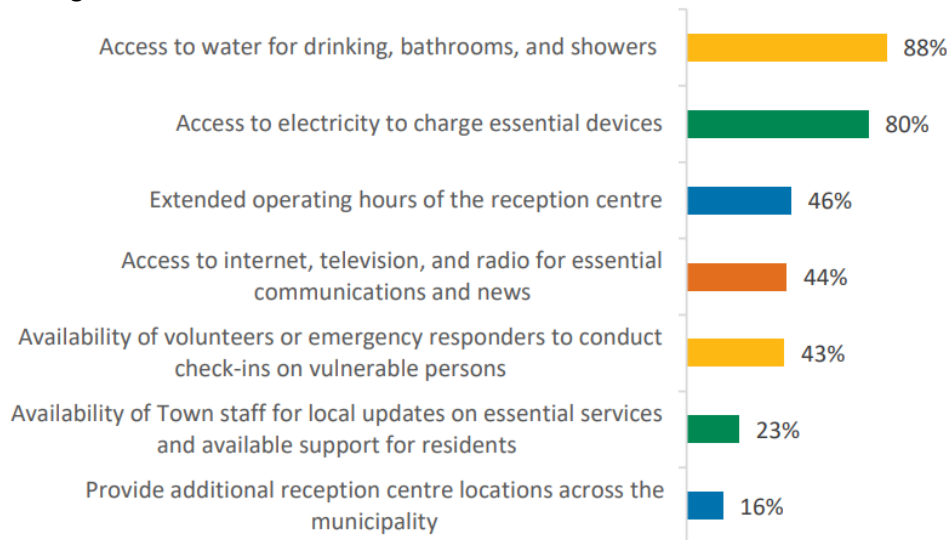 Access to water for drinking, bathrooms, and showers
88%
Access to electricity to charge essential devices
80%
Extended operating hours of the reception centre
46%
Access to internet, television, and radio for essential
communications and news
44%
Availability of volunteers or emergency responders to conduct
check-ins on vulnerable persons
43%
Availability of Town staff for local updates on essential services
and available support for residents
23%
Provide additional reception centre locations across the
municipality
16%